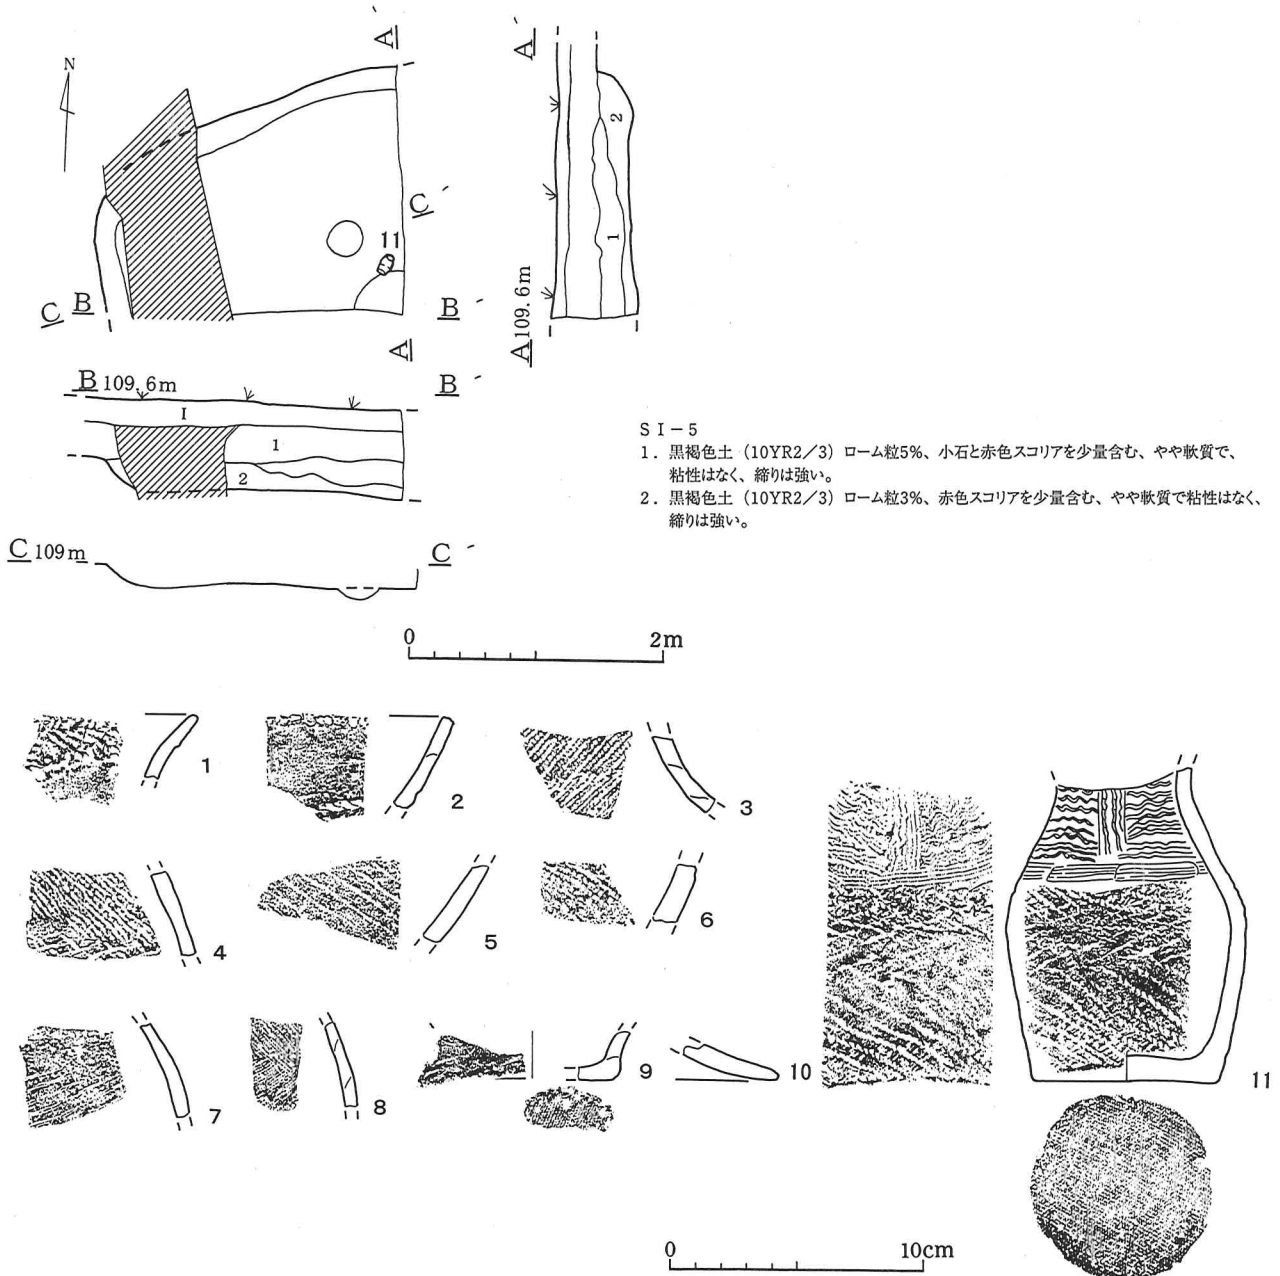 A´
A´
N
2
C´
11
1
C B
B´
A
A 109.6m
B 109.6m
B´
I
1
2
C 109m
C´
SI-5
1. 黒褐色土 (10YR2/3) ローム粒5%、小石と赤色スコリアを少量含む、やや軟質で、
粘性はなく、締りは強い。
2. 黒褐色土 (10YR2/3) ローム粒3%、赤色スコリアを少量含む、やや軟質で粘性はなく、
締りは強い。
0 2m
1
2
3
4
5
6
7
8
9
10
11
0 10cm